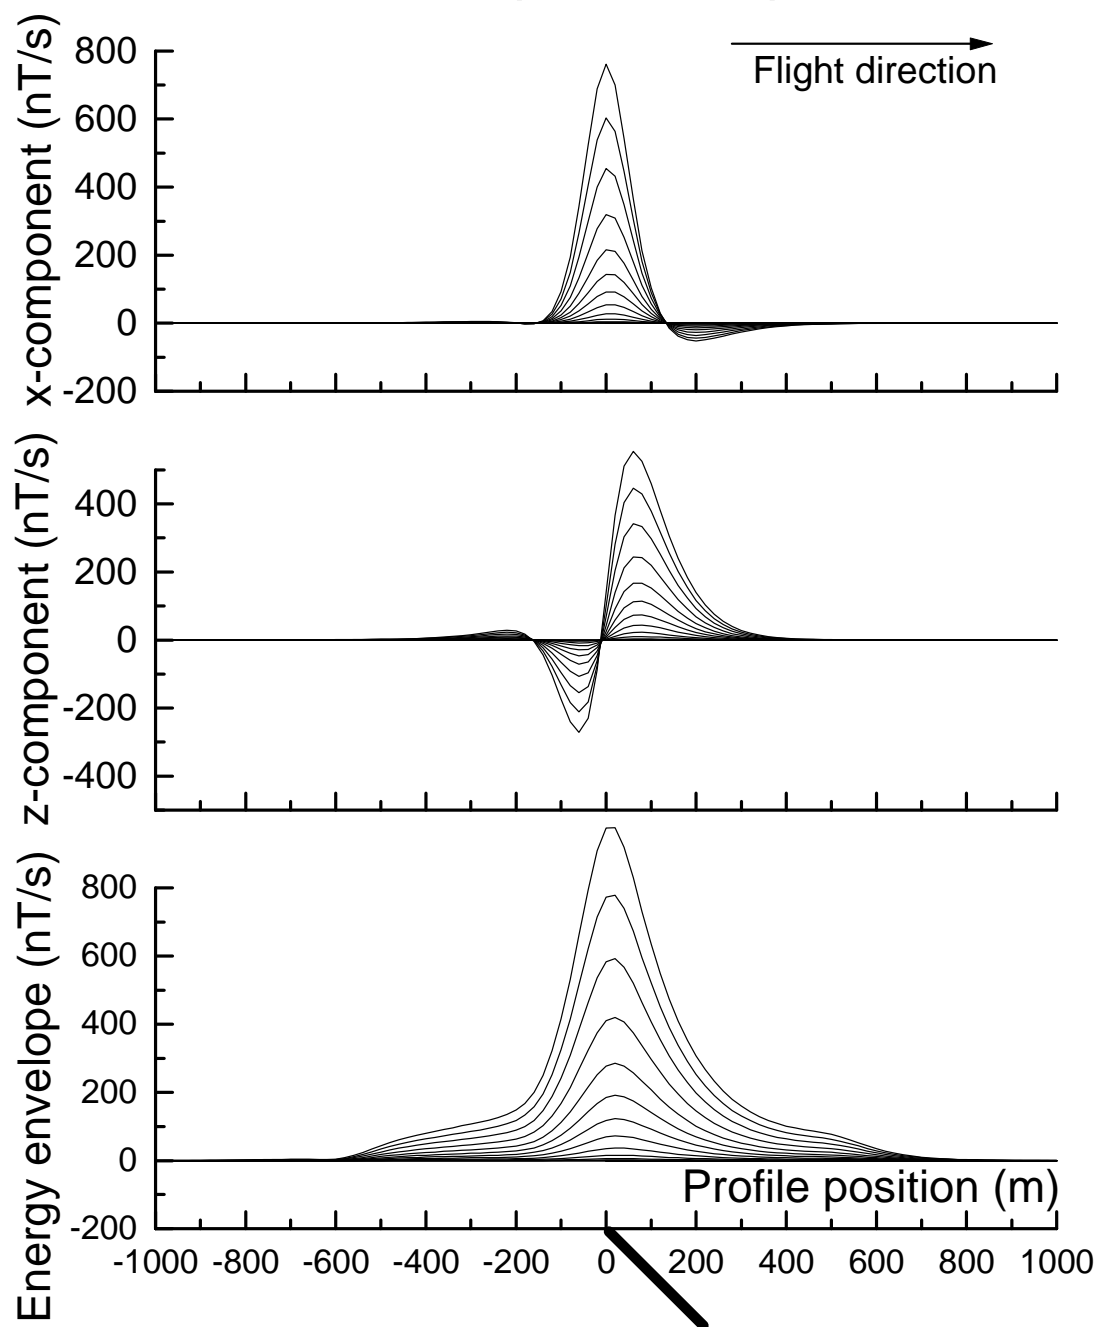 x-component (nT/s)
800
600
400
200
0
-200
Flight direction
z-component (nT/s)
400
200
0
-200
-400
Energy envelope (nT/s)
800
600
400
200
0
-200
Profile position (m)
-1000 -800 -600 -400 -200 0 200 400 600 800 1000